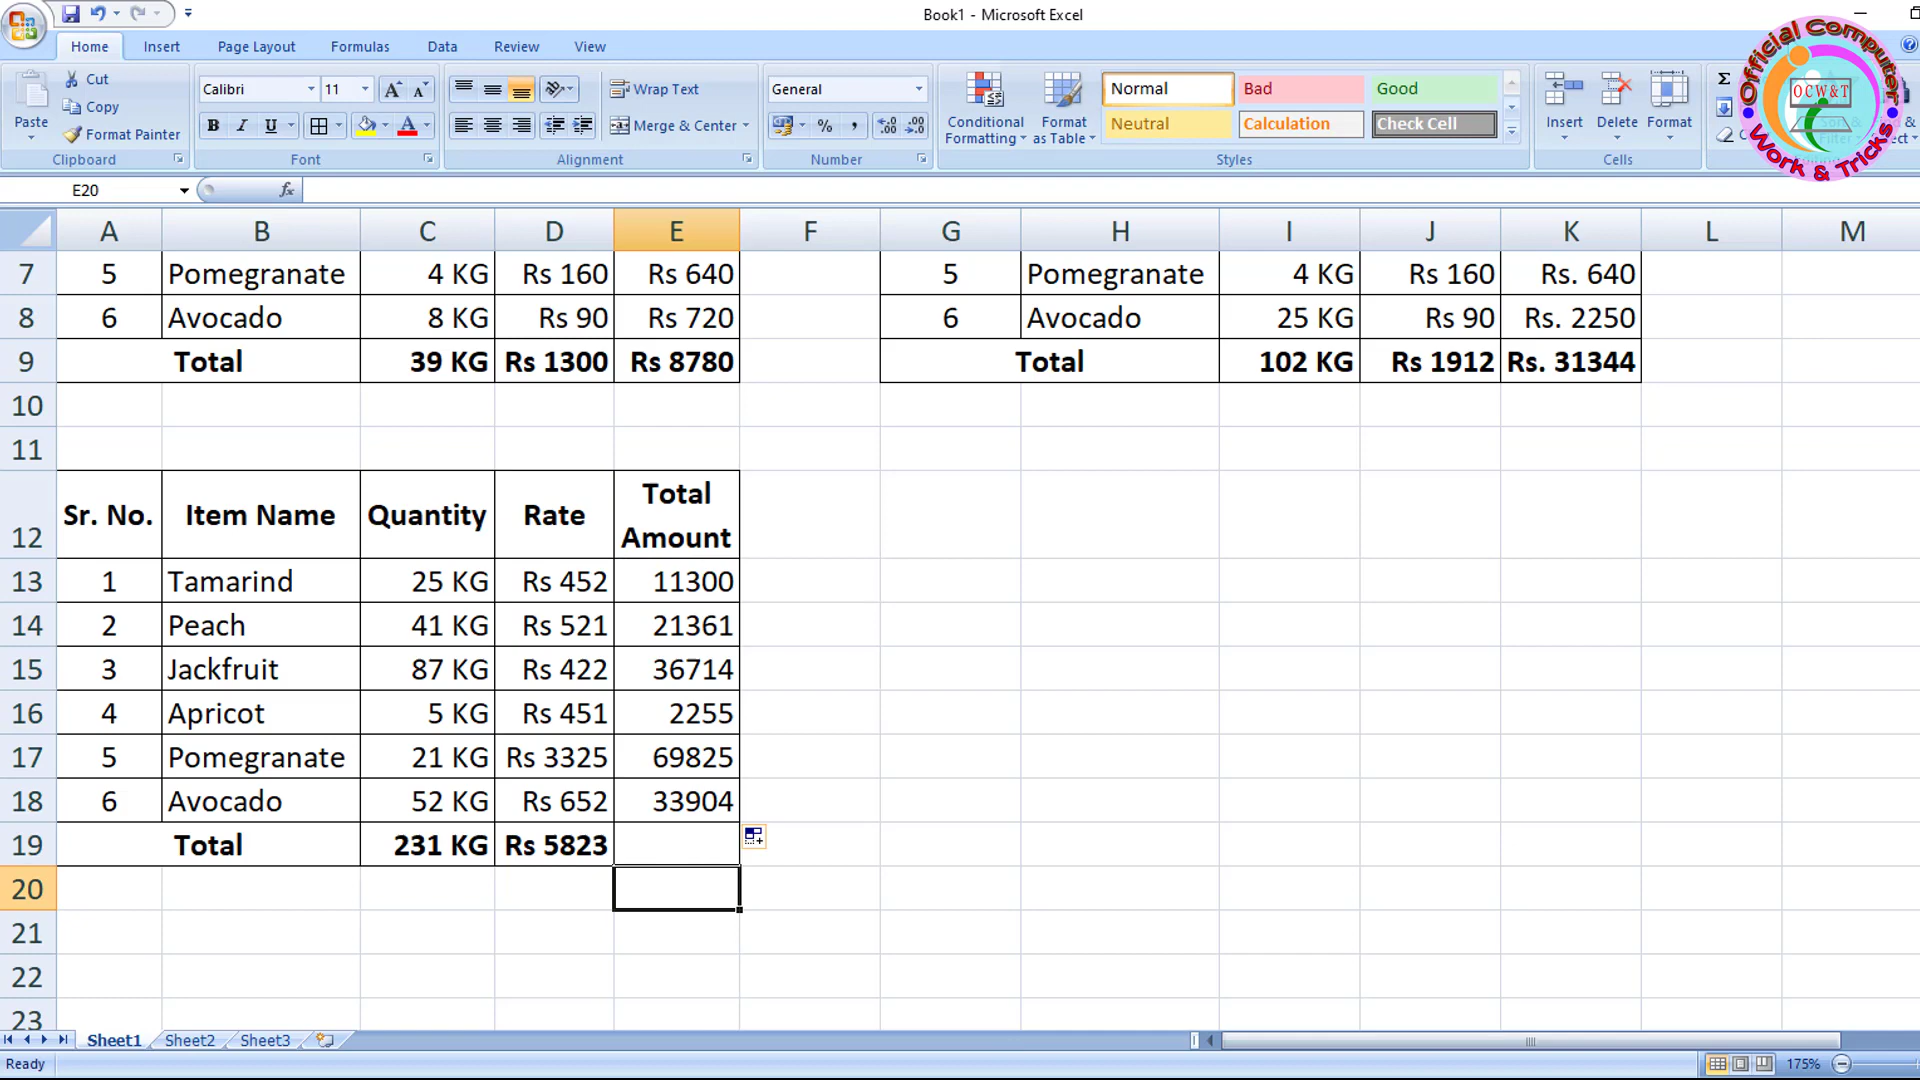 Book1 - Microsoft Excel
Home Insert Page Layout Formulas Data Review View
Official Computer Work & Tricks
OCW&T
Paste Cut Copy Format Painter Clipboard
Calibri 11 B I U A Font
Wrap Text Merge & Center Alignment
General % , Number
Conditional Formatting Format as Table
Normal Bad Good
Neutral Calculation Check Cell
Styles
Insert Delete Format Cells
Σ
E20 fx
A B C D E F G H I J K L M
7 5 Pomegranate 4 KG Rs 160 Rs 640 5 Pomegranate 4 KG Rs 160 Rs. 640
8 6 Avocado 8 KG Rs 90 Rs 720 6 Avocado 25 KG Rs 90 Rs. 2250
9 Total 39 KG Rs 1300 Rs 8780 Total 102 KG Rs 1912 Rs. 31344
10
11
12 Sr. No. Item Name Quantity Rate Total Amount
13 1 Tamarind 25 KG Rs 452 11300
14 2 Peach 41 KG Rs 521 21361
15 3 Jackfruit 87 KG Rs 422 36714
16 4 Apricot 5 KG Rs 451 2255
17 5 Pomegranate 21 KG Rs 3325 69825
18 6 Avocado 52 KG Rs 652 33904
19 Total 231 KG Rs 5823
20
21
22
23
Sheet1 Sheet2 Sheet3
Ready 175%